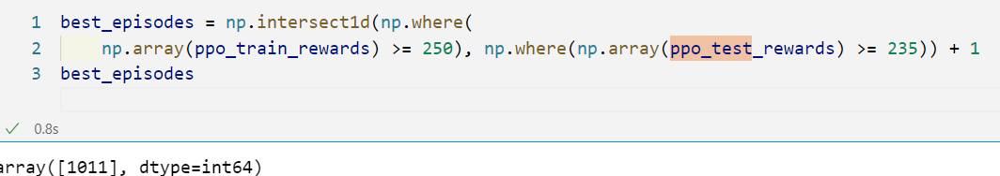 1 best_episodes = np.intersect1d(np.where(
2 np.array(ppo_train_rewards) >= 250), np.where(np.array(ppo_test_rewards) >= 235)) + 1
3 best_episodes
0.8s
array([1011], dtype=int64)